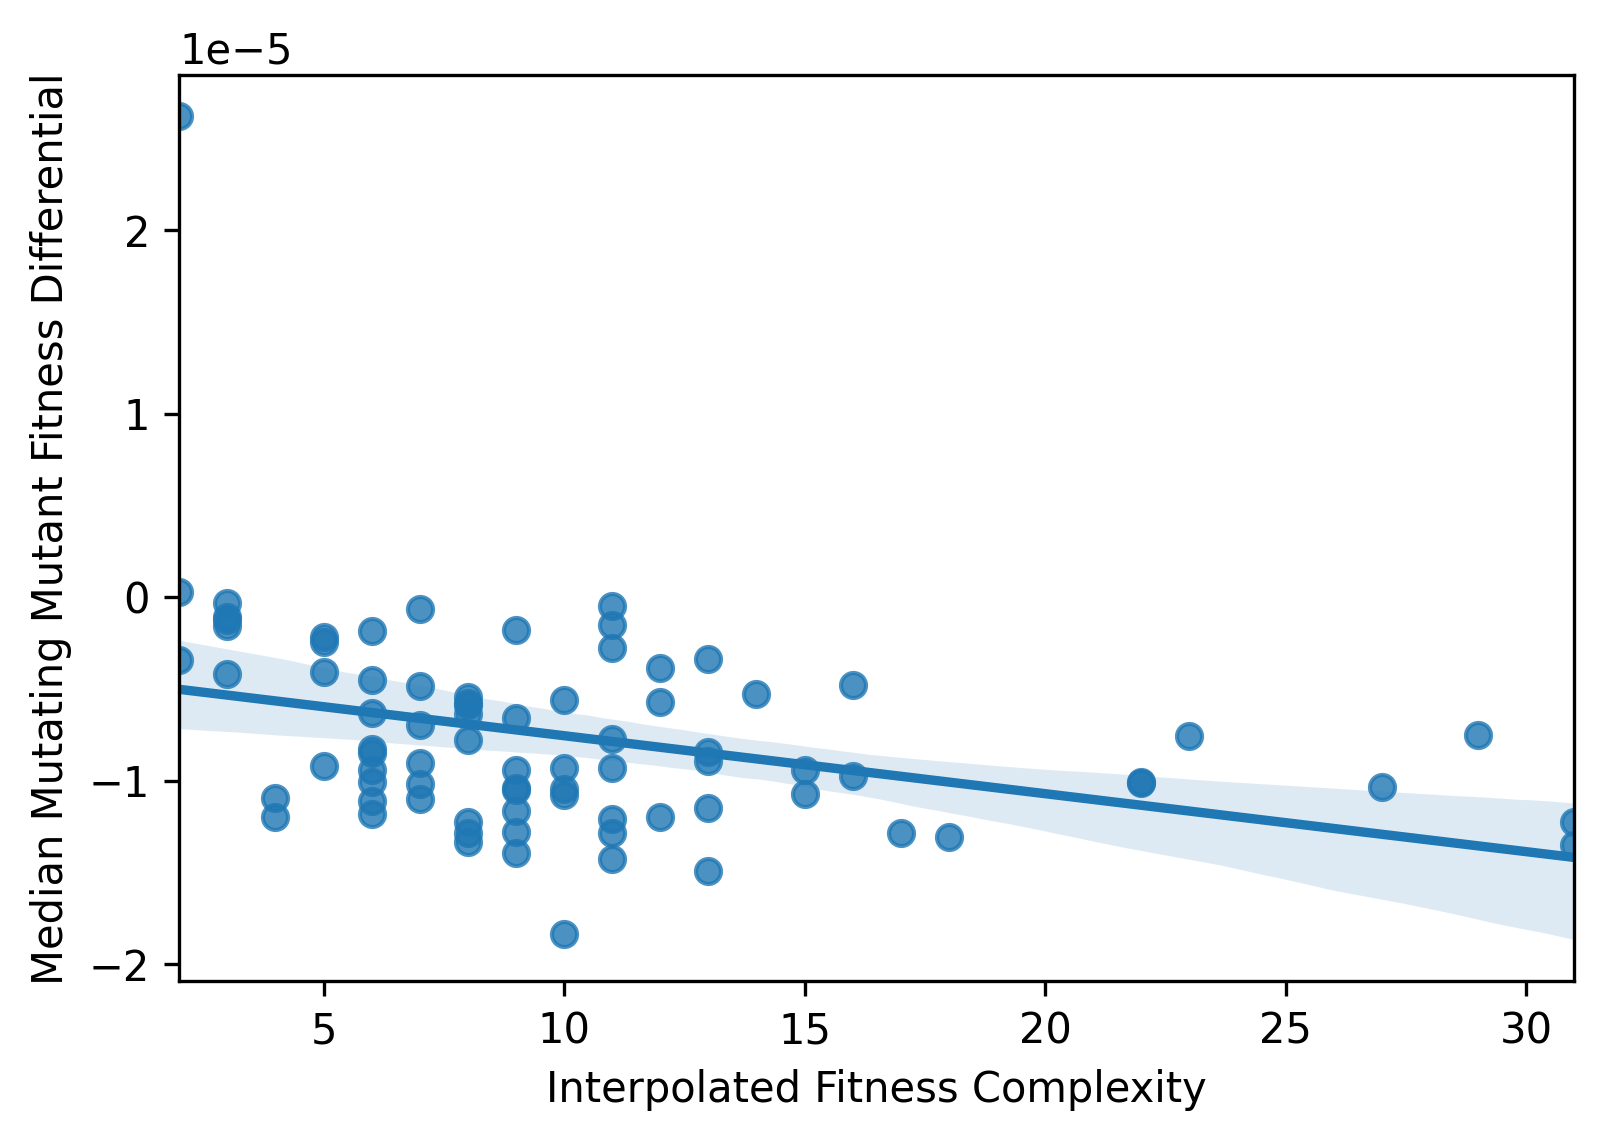 1e−5
Median Mutating Mutant Fitness Differential
2
1
0
−1
−2
5 10 15 20 25 30
Interpolated Fitness Complexity